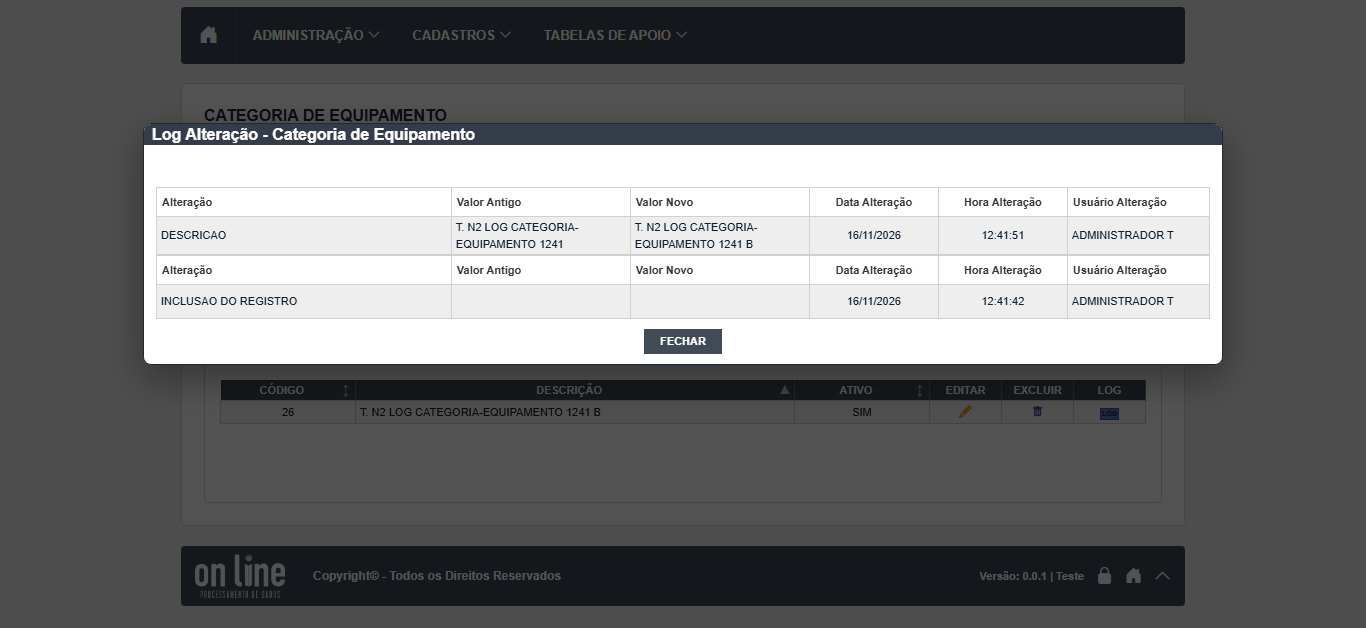 ADMINISTRAÇÃO CADASTROS TABELAS DE APOIO
CATEGORIA DE EQUIPAMENTO
Log Alteração - Categoria de Equipamento
Alteração Valor Antigo Valor Novo Data Alteração Hora Alteração Usuário Alteração
DESCRICAO T. N2 LOG CATEGORIA- T. N2 LOG CATEGORIA- 16/11/2026 12:41:51 ADMINISTRADOR T
EQUIPAMENTO 1241 EQUIPAMENTO 1241 B
Alteração Valor Antigo Valor Novo Data Alteração Hora Alteração Usuário Alteração
INCLUSAO DO REGISTRO 16/11/2026 12:41:42 ADMINISTRADOR T
FECHAR
CÓDIGO DESCRIÇÃO ATIVO EDITAR EXCLUIR LOG
26 T. N2 LOG CATEGORIA-EQUIPAMENTO 1241 B SIM LOG
on line
PROCESSAMENTO DE DADOS
Copyright© - Todos os Direitos Reservados
Versão: 0.0.1 | Teste